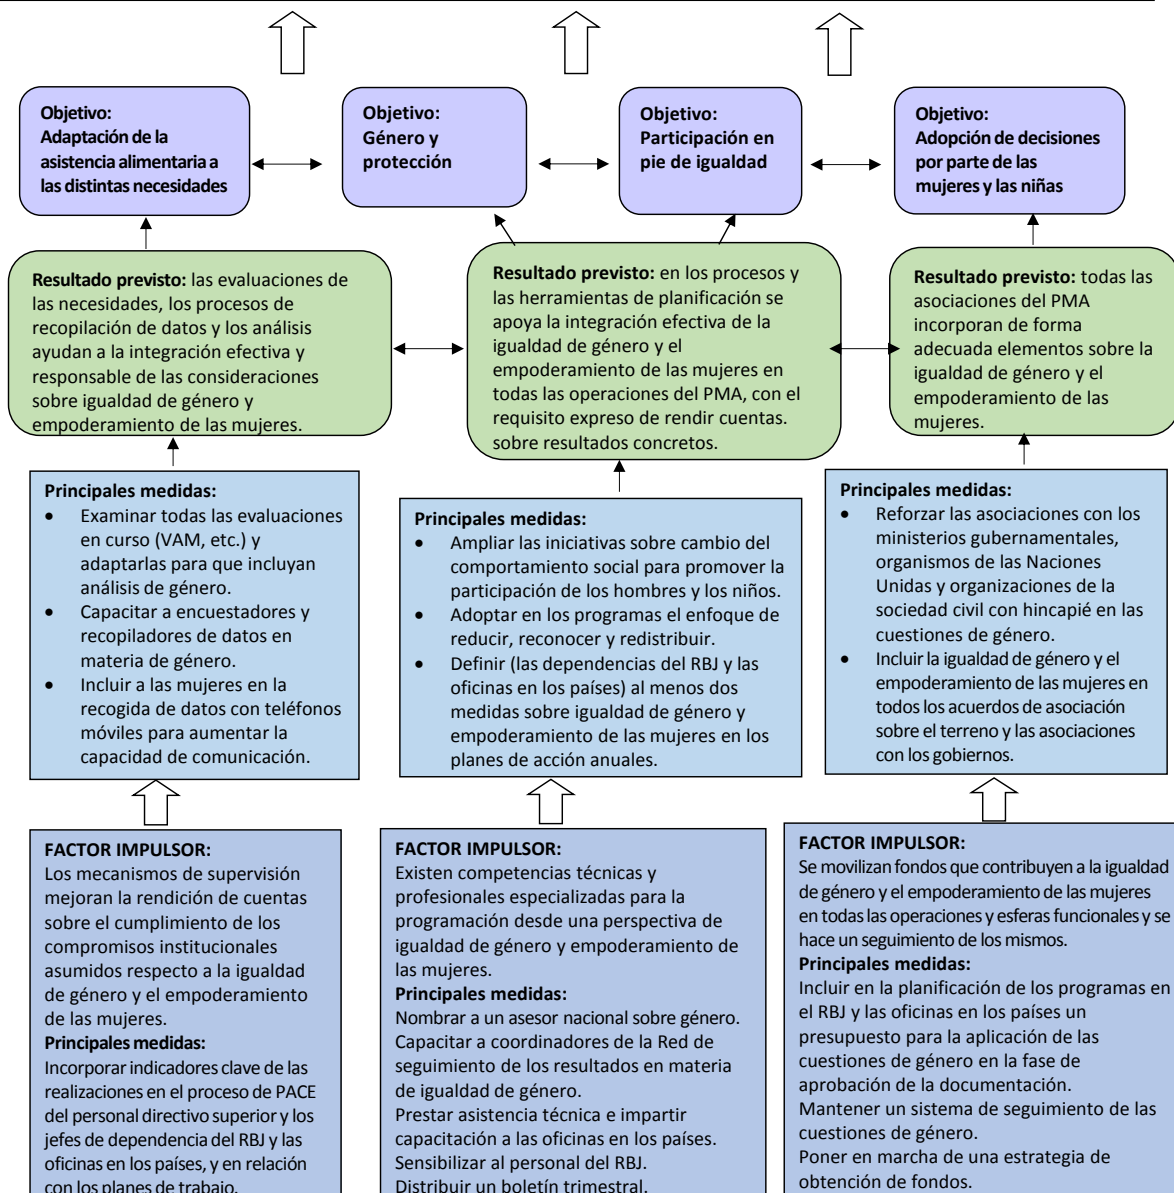 Objetivo:
Adaptación de la
asistencia alimentaria a
las distintas necesidades
Objetivo:
Género y
protección
Objetivo:
Participación en
pie de igualdad
Objetivo:
Adopción de decisiones
por parte de las
mujeres y las niñas
Resultado previsto: las evaluaciones de
las necesidades, los procesos de
recopilación de datos y los análisis
ayudan a la integración efectiva y
responsable de las consideraciones
sobre igualdad de género y
empoderamiento de las mujeres.
Resultado previsto: en los procesos y
las herramientas de planificación se
apoya la integración efectiva de la
igualdad de género y el
empoderamiento de las mujeres en
todas las operaciones del PMA, con el
requisito expreso de rendir cuentas.
sobre resultados concretos.
Resultado previsto: todas las
asociaciones del PMA
incorporan de forma
adecuada elementos sobre la
igualdad de género y el
empoderamiento de las
mujeres.
Principales medidas:
• Examinar todas las evaluaciones
en curso (VAM, etc.) y
adaptarlas para que incluyan
análisis de género.
• Capacitar a encuestadores y
recopiladores de datos en
materia de género.
• Incluir a las mujeres en la
recogida de datos con teléfonos
móviles para aumentar la
capacidad de comunicación.
Principales medidas:
• Ampliar las iniciativas sobre cambio del
comportamiento social para promover la
participación de los hombres y los niños.
• Adoptar en los programas el enfoque de
reducir, reconocer y redistribuir.
• Definir (las dependencias del RBJ y las
oficinas en los países) al menos dos
medidas sobre igualdad de género y
empoderamiento de las mujeres en los
planes de acción anuales.
Principales medidas:
• Reforzar las asociaciones con los
ministerios gubernamentales,
organismos de las Naciones
Unidas y organizaciones de la
sociedad civil con hincapié en las
cuestiones de género.
• Incluir la igualdad de género y el
empoderamiento de las mujeres en
todos los acuerdos de asociación
sobre el terreno y las asociaciones
con los gobiernos.
FACTOR IMPULSOR:
Los mecanismos de supervisión
mejoran la rendición de cuentas
sobre el cumplimiento de los
compromisos institucionales
asumidos respecto a la igualdad
de género y el empoderamiento
de las mujeres.
Principales medidas:
Incorporar indicadores clave de las
realizaciones en el proceso de PACE
del personal directivo superior y los
jefes de dependencia del RBJ y las
oficinas en los países, y en relación
con los planes de trabajo.
FACTOR IMPULSOR:
Existen competencias técnicas y
profesionales especializadas para la
programación desde una perspectiva de
igualdad de género y empoderamiento de
las mujeres.
Principales medidas:
Nombrar a un asesor nacional sobre género.
Capacitar a coordinadores de la Red de
seguimiento de los resultados en materia
de igualdad de género.
Prestar asistencia técnica e impartir
capacitación a las oficinas en los países.
Sensibilizar al personal del RBJ.
Distribuir un boletín trimestral.
FACTOR IMPULSOR:
Se movilizan fondos que contribuyen a la igualdad
de género y el empoderamiento de las mujeres
en todas las operaciones y esferas funcionales y se
hace un seguimiento de los mismos.
Principales medidas:
Incluir en la planificación de los programas en
el RBJ y las oficinas en los países un
presupuesto para la aplicación de las
cuestiones de género en la fase de
aprobación de la documentación.
Mantener un sistema de seguimiento de las
cuestiones de género.
Poner en marcha de una estrategia de
obtención de fondos.